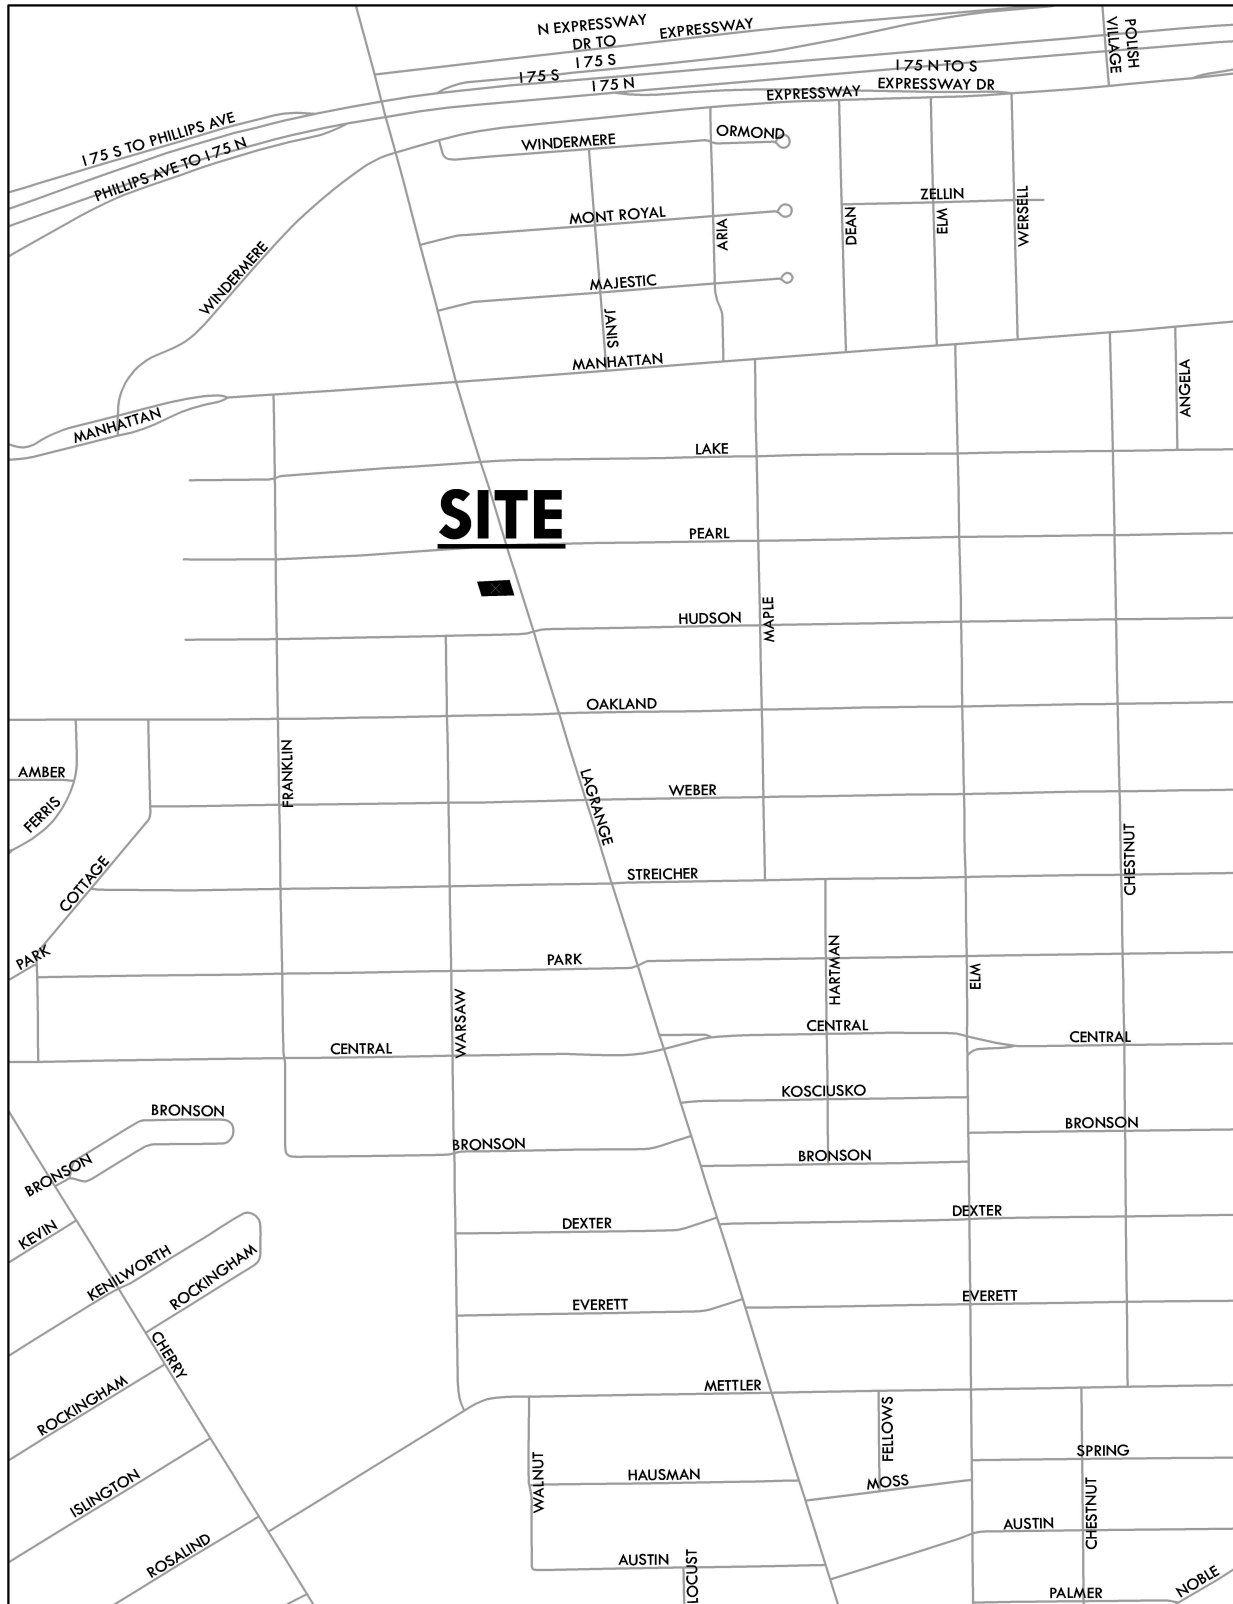 N EXPRESSWAY
DR TO
EXPRESSWAY
POLISH
VILLAGE
I 75 S
I 75 S
I 75 N
I 75 N TO S
EXPRESSWAY DR
EXPRESSWAY
I 75 S TO PHILLIPS AVE
PHILLIPS AVE TO I 75 N
WINDERMERE
ORMOND
ZELLIN
MONT ROYAL
ARIA
DEAN
ELM
WERSELL
WINDERMERE
MAJESTIC
JANIS
MANHATTAN
ANGELA
MANHATTAN
LAKE
SITE
PEARL
HUDSON
MAPLE
OAKLAND
AMBER
FRANKLIN
FERRIS
LAGRANGE
WEBER
CHESTNUT
COTTAGE
STREICHER
PARK
PARK
HARTMAN
ELM
WARSAW
CENTRAL
CENTRAL
CENTRAL
KOSCIUSKO
BRONSON
BRONSON
BRONSON
BRONSON
BRONSON
DEXTER
DEXTER
KEVIN
KENILWORTH
ROCKINGHAM
EVERETT
EVERETT
CHERRY
METTLER
ROCKINGHAM
FELLOWS
SPRING
WALNUT
HAUSMAN
MOSS
ISLINGTON
CHESTNUT
AUSTIN
ROSALIND
AUSTIN
LOCUST
PALMER
NOBLE